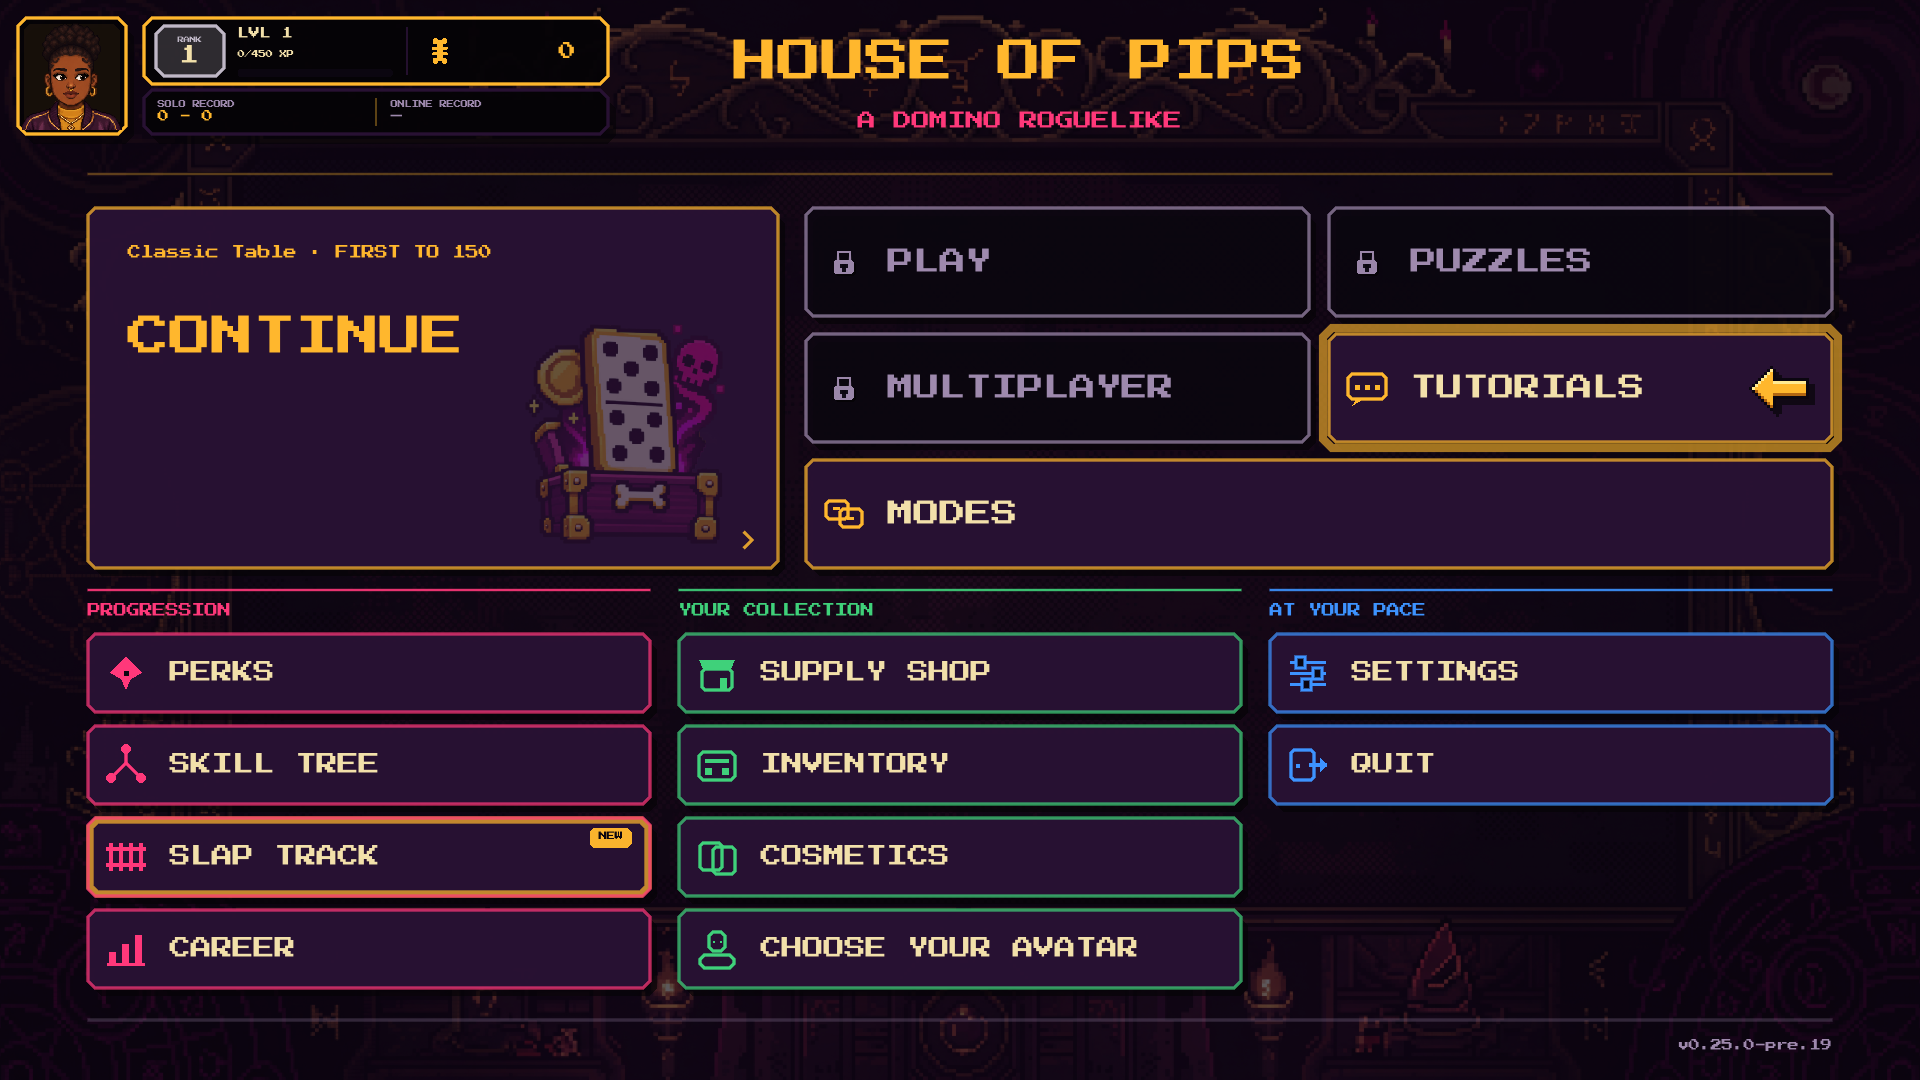 RANK
1
LVL 1
0/450 XP
0
SOLO RECORD
0 - 0
ONLINE RECORD
—
HOUSE OF PIPS
A DOMINO ROGUELIKE
Classic Table · FIRST TO 150
CONTINUE
PLAY
PUZZLES
MULTIPLAYER
TUTORIALS
MODES
PROGRESSION
PERKS
SKILL TREE
SLAP TRACK
NEW
CAREER
YOUR COLLECTION
SUPPLY SHOP
INVENTORY
COSMETICS
CHOOSE YOUR AVATAR
AT YOUR PACE
SETTINGS
QUIT
v0.25.0-pre.19